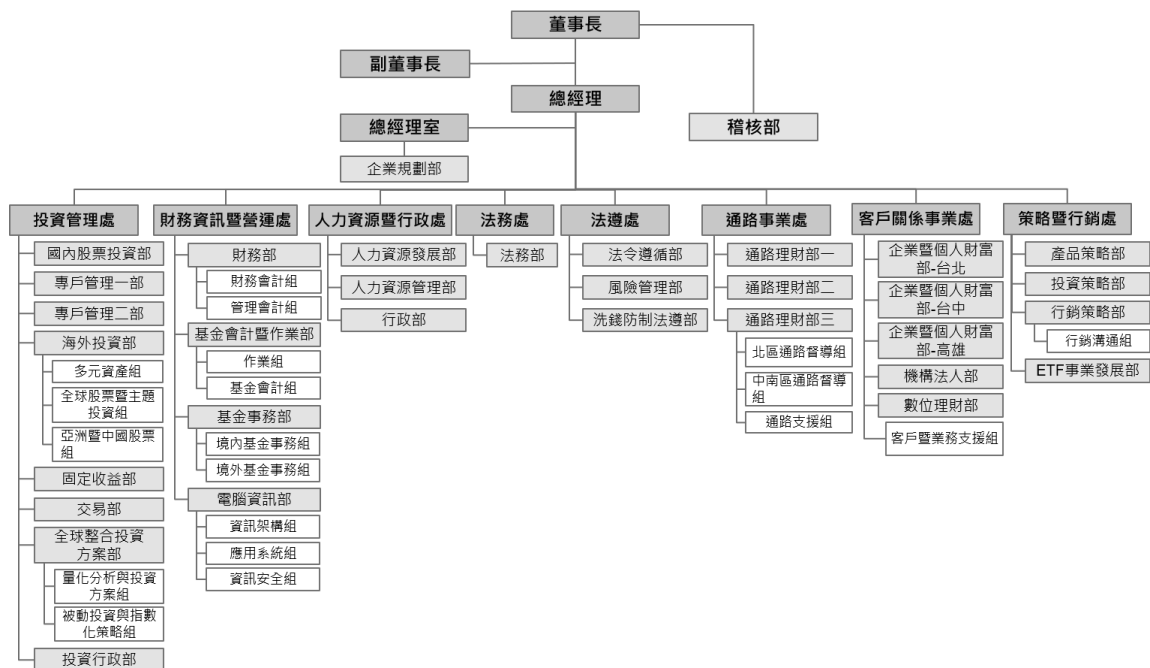 董事長
副董事長
總經理
總經理室
稽核部
企業規劃部
投資管理處
國內股票投資部
專戶管理一部
專戶管理二部
海外投資部
多元資產組
全球股票暨主題
投資組
亞洲暨中國股票
組
固定收益部
交易部
全球整合投資
方案部
量化分析與投資
方案組
被動投資與指數
化策略組
投資行政部
財務資訊暨營運處
財務部
財務會計組
管理會計組
基金會計暨作業部
作業組
基金會計組
基金事務部
境內基金事務組
境外基金事務組
電腦資訊部
資訊架構組
應用系統組
資訊安全組
人力資源暨行政處
人力資源發展部
人力資源管理部
行政部
法務處
法務部
法遵處
法令遵循部
風險管理部
洗錢防制法遵部
通路事業處
通路理財部一
通路理財部二
通路理財部三
北區通路督導組
中南區通路督導
組
通路支援組
客戶關係事業處
企業暨個人財富
部-台北
企業暨個人財富
部-台中
企業暨個人財富
部-高雄
機構法人部
數位理財部
客戶暨業務支援組
策略暨行銷處
產品策略部
投資策略部
行銷策略部
行銷溝通組
ETF事業發展部